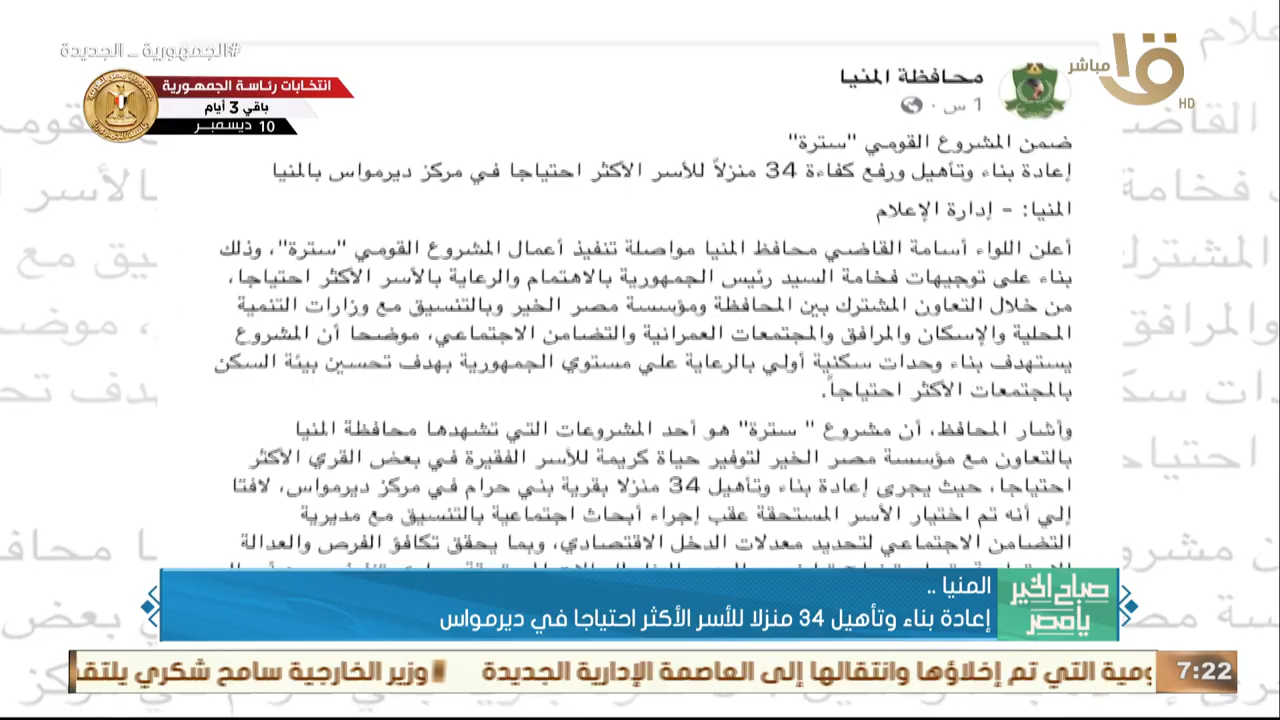 #الجمهورية_الجديدة
انتخابات رئاسة الجمهورية
باقي 3 أيام
10 ديسمبر
مباشر
HD
محافظة المنيا
1 س ·
ضمن المشروع القومي "سترة"
إعادة بناء وتأهيل ورفع كفاءة 34 منزلاً للأسر الأكثر احتياجا في مركز ديرمواس بالمنيا
المنيا: - إدارة الإعلام
أعلن اللواء أسامة القاضي محافظ المنيا مواصلة تنفيذ أعمال المشروع القومي "سترة"، وذلك
بناء على توجيهات فخامة السيد رئيس الجمهورية بالاهتمام والرعاية بالأسر الأكثر احتياجا،
من خلال التعاون المشترك بين المحافظة ومؤسسة مصر الخير وبالتنسيق مع وزارات التنمية
المحلية والإسكان والمرافق والمجتمعات العمرانية والتضامن الاجتماعي، موضحا أن المشروع
يستهدف بناء وحدات سكنية أولي بالرعاية علي مستوي الجمهورية بهدف تحسين بيئة السكن
بالمجتمعات الأكثر احتياجاً.
وأشار المحافظ، أن مشروع " سترة" هو أحد المشروعات التي تشهدها محافظة المنيا
بالتعاون مع مؤسسة مصر الخير لتوفير حياة كريمة للأسر الفقيرة في بعض القري الأكثر
احتياجا، حيث يجرى إعادة بناء وتأهيل 34 منزلا بقرية بني حرام في مركز ديرمواس، لافتا
إلي أنه تم اختيار الأسر المستحقة عقب إجراء أبحاث اجتماعية بالتنسيق مع مديرية
التضامن الاجتماعي لتحديد معدلات الدخل الاقتصادي، وبما يحقق تكافؤ الفرص والعدالة
صباح الخير
يا مصر
المنيا ..
إعادة بناء وتأهيل 34 منزلا للأسر الأكثر احتياجا في ديرمواس
7:22
ومية التي تم إخلاؤها وانتقالها إلى العاصمة الإدارية الجديدة
وزير الخارجية سامح شكري يلتق